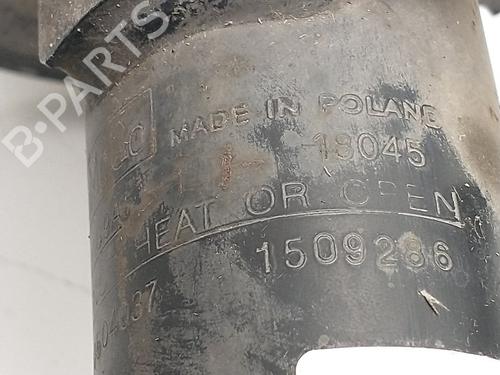 B-PARTS
MADE IN POLAND
18045
HEAT OR OPEN
1509286